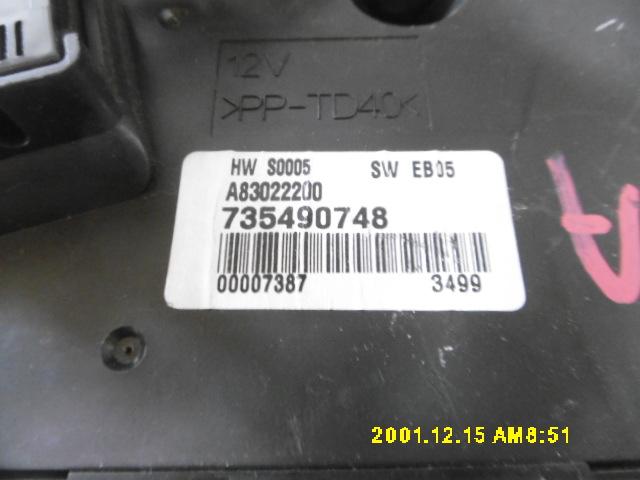 12V
>PP-TD40<
HW S0005 SW EB05
A83022200
735490748
00007387 3499
A
2001.12.15 AM8:51